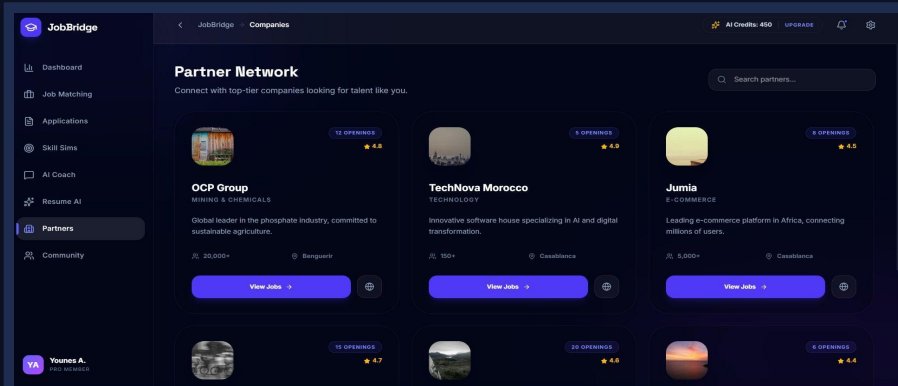 JobBridge
JobBridge Companies
AI Credits: 450 UPGRADE
Dashboard
Job Matching
Applications
Skill Sims
AI Coach
Resume AI
Partners
Community
Younes A.
YA
PRO MEMBER
Partner Network
Connect with top-tier companies looking for talent like you.
Search partners...
12 OPENINGS
4.8
OCP Group
MINING & CHEMICALS
Global leader in the phosphate industry, committed to
sustainable agriculture.
20,000+ Benguerir
View Jobs →
5 OPENINGS
4.9
TechNova Morocco
TECHNOLOGY
Innovative software house specializing in AI and digital
transformation.
150+ Casablanca
View Jobs →
8 OPENINGS
4.5
Jumia
E-COMMERCE
Leading e-commerce platform in Africa, connecting
millions of users.
5,000+ Casablanca
View Jobs →
15 OPENINGS
4.7
20 OPENINGS
4.6
6 OPENINGS
4.4